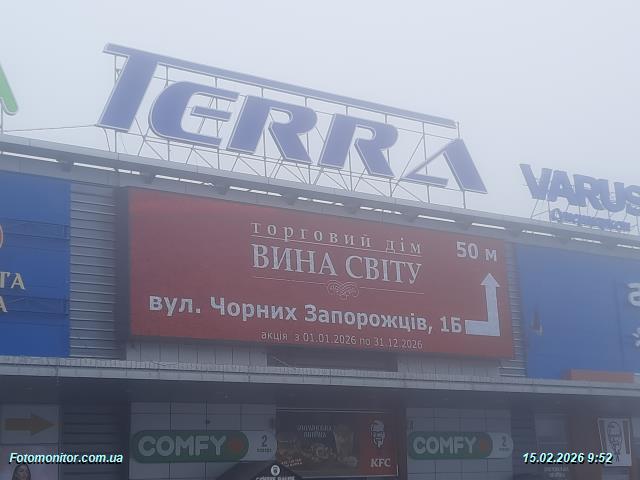 TERRA
VARUS
торговий дім
ВИНА СВІТУ
50 м
вул. Чорних Запорожців, 1Б
акція з 01.01.2026 по 31.12.2026
COMFY
2
поверх
KFC
COMFY
2
Fotomonitor.com.ua
15.02.2026 9:52